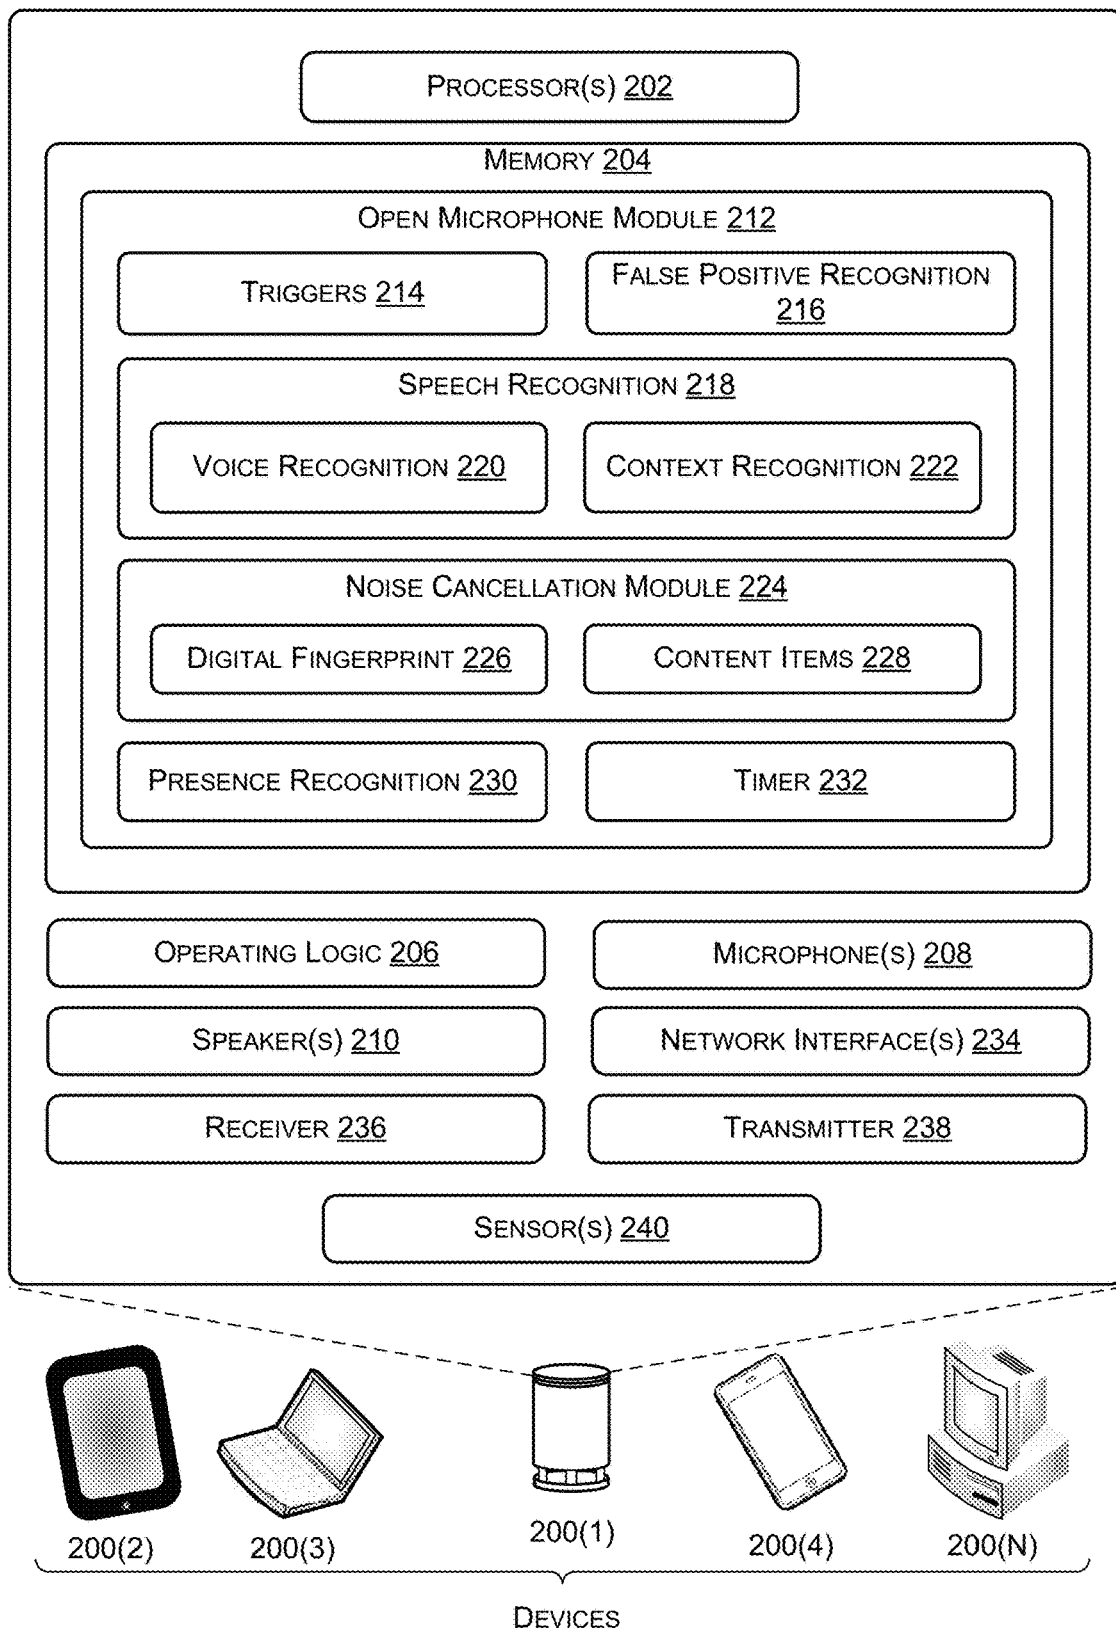 PROCESSOR(S) 202
MEMORY 204
OPEN MICROPHONE MODULE 212
TRIGGERS 214
FALSE POSITIVE RECOGNITION
216
SPEECH RECOGNITION 218
VOICE RECOGNITION 220
CONTEXT RECOGNITION 222
NOISE CANCELLATION MODULE 224
DIGITAL FINGERPRINT 226
CONTENT ITEMS 228
PRESENCE RECOGNITION 230
TIMER 232
OPERATING LOGIC 206
MICROPHONE(S) 208
SPEAKER(S) 210
NETWORK INTERFACE(S) 234
RECEIVER 236
TRANSMITTER 238
SENSOR(S) 240
200(2)
200(3)
200(1)
200(4)
200(N)
DEVICES